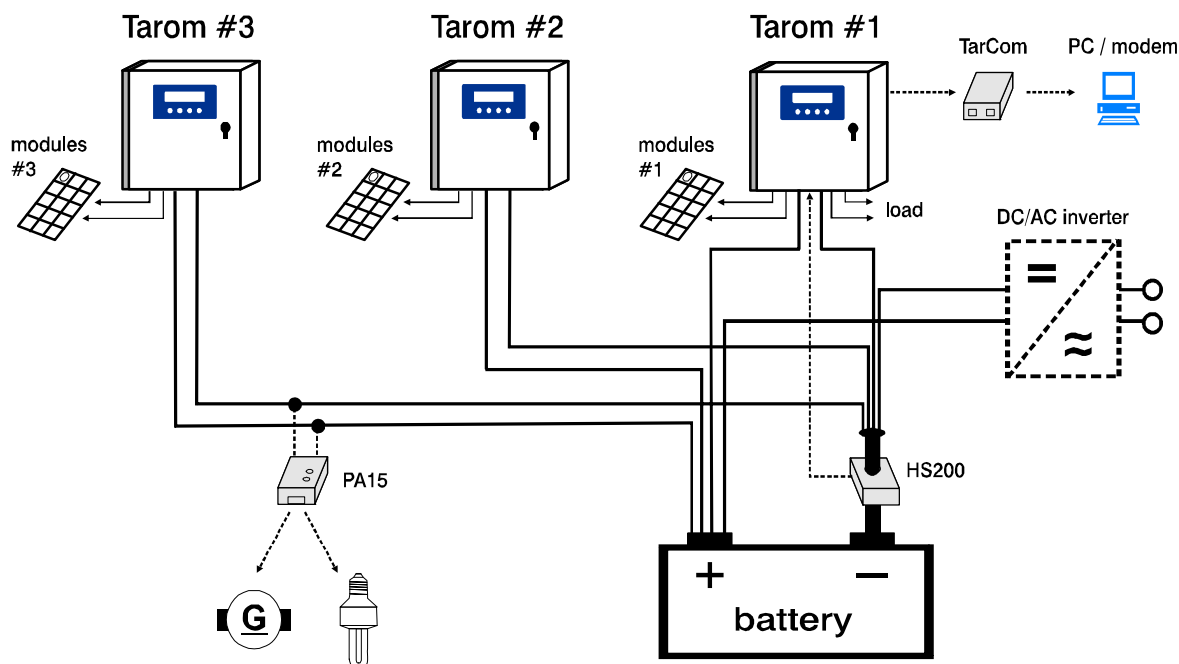 Tarom #3
Tarom #2
Tarom #1
TarCom
PC / modem
modules
#3
modules
#2
modules
#1
load
DC/AC inverter
=
≈
PA15
HS200
G
+
−
battery